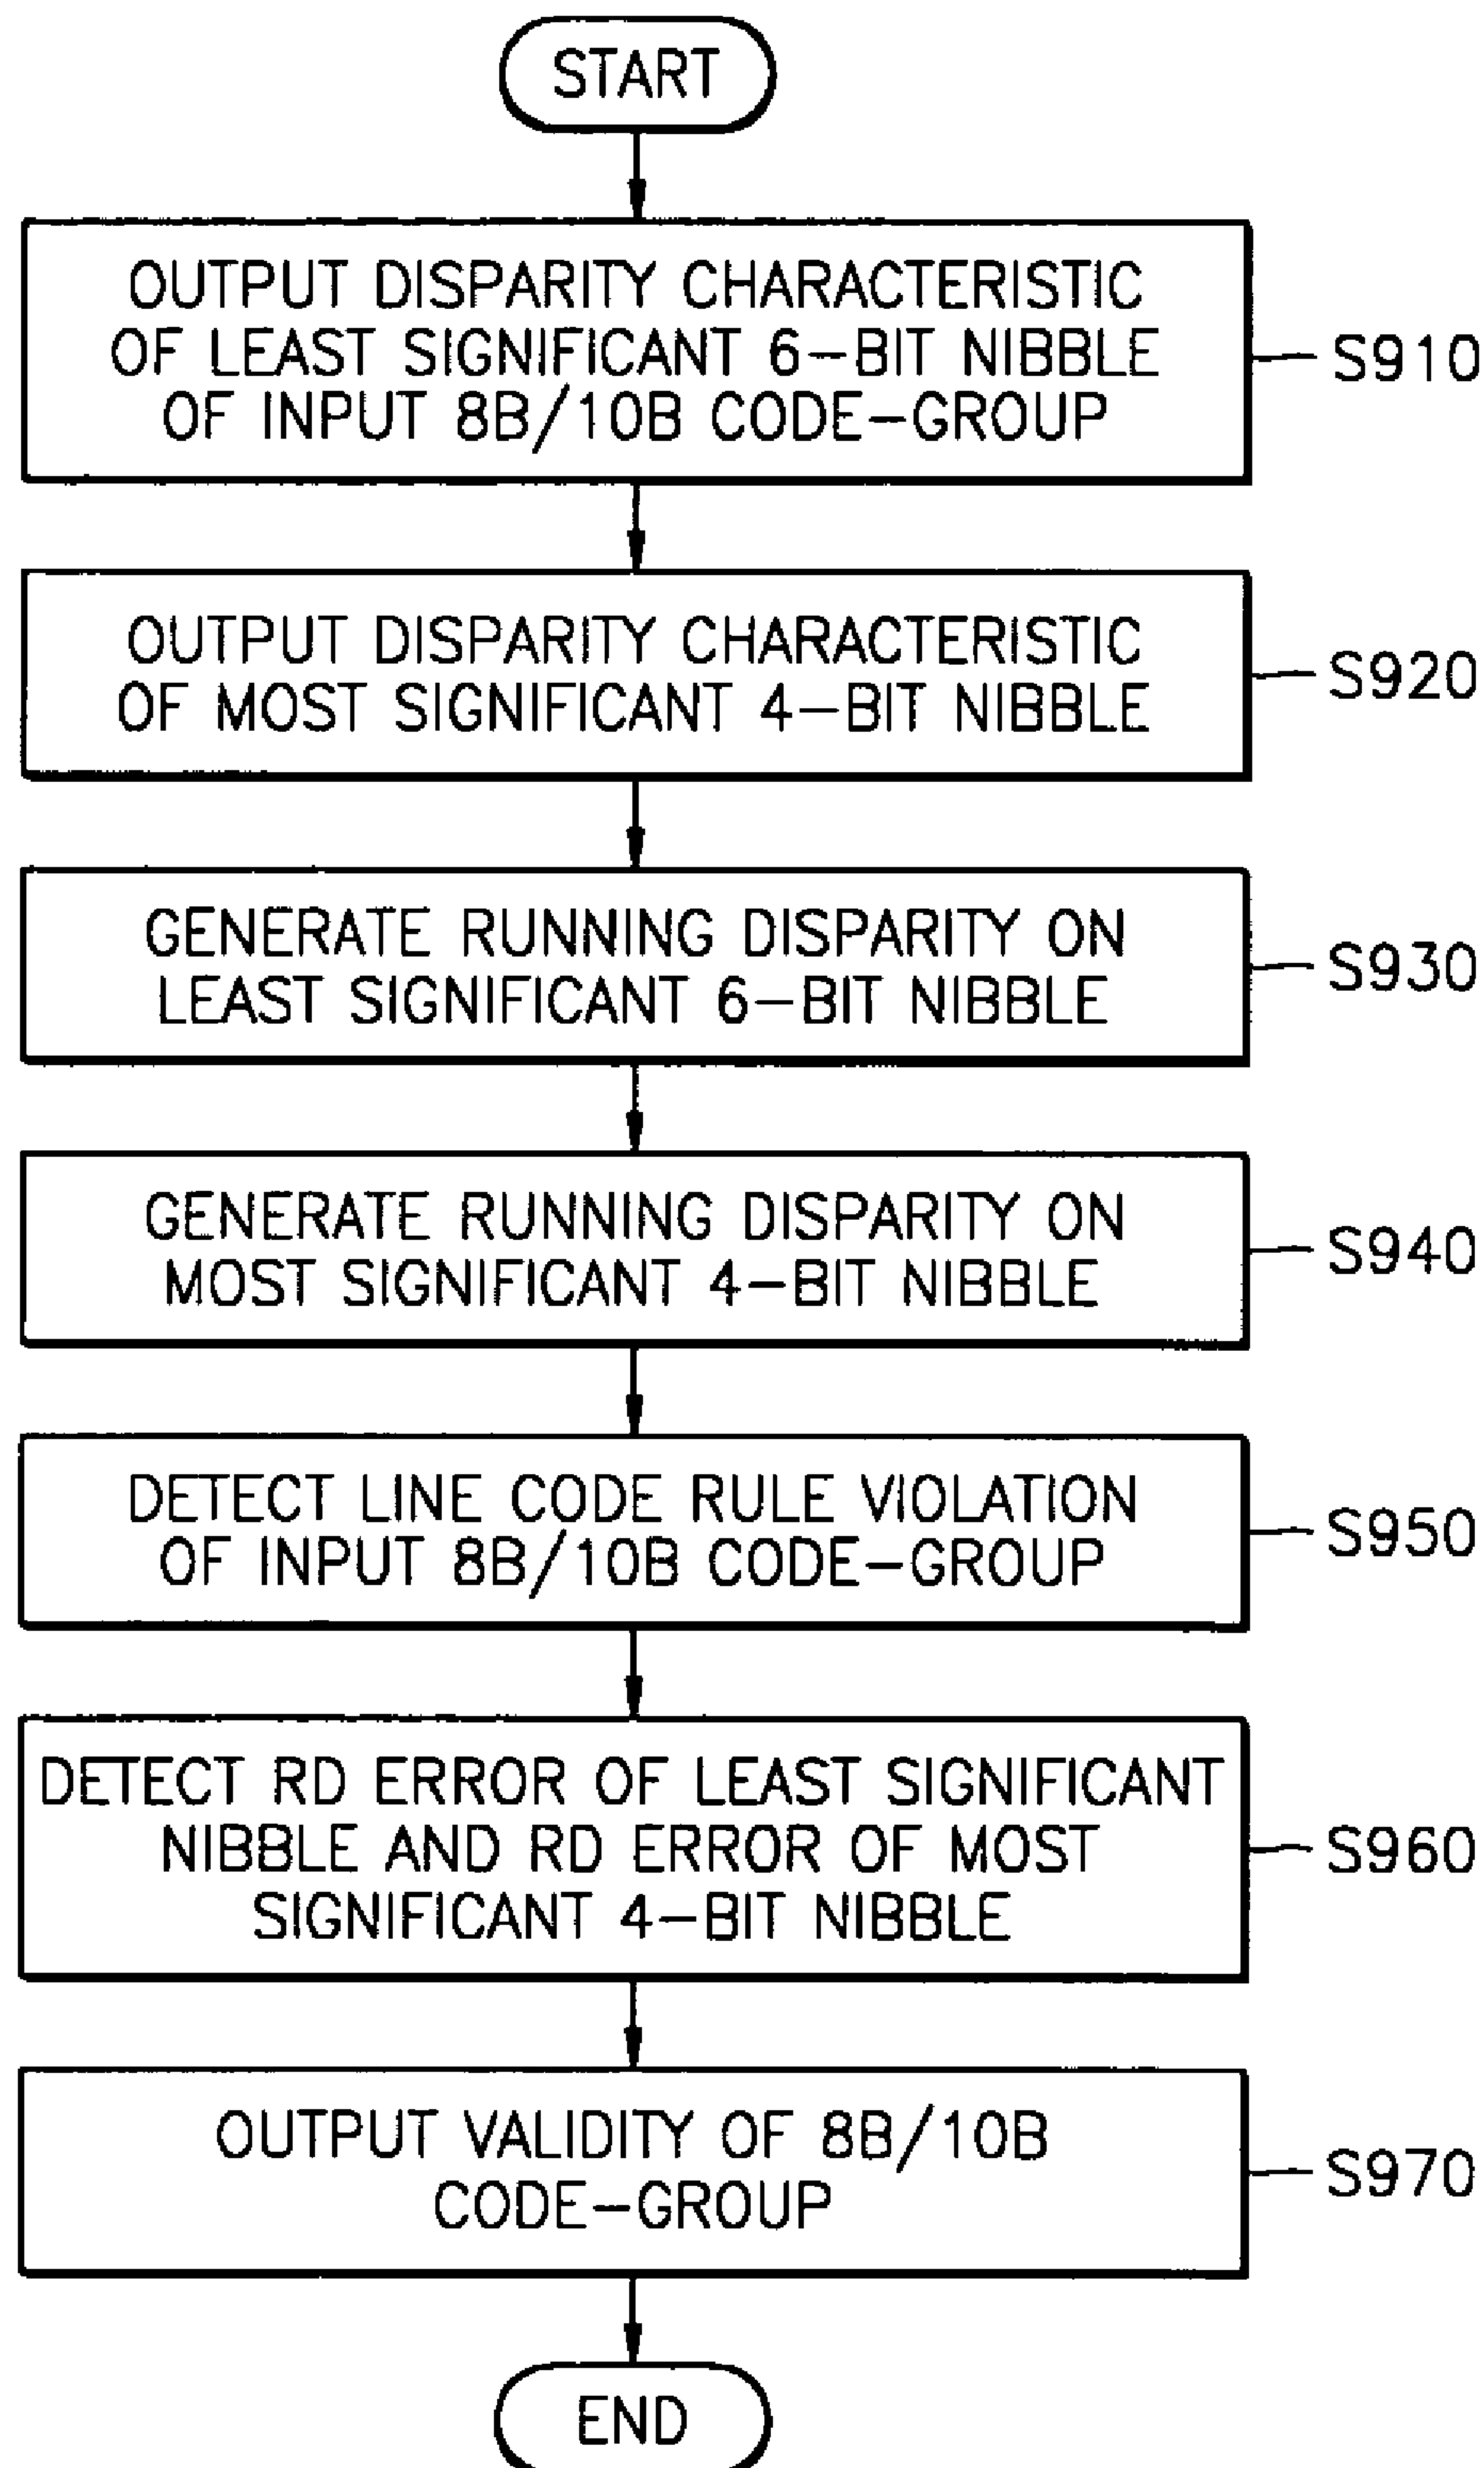 START
OUTPUT DISPARITY CHARACTERISTIC
OF LEAST SIGNIFICANT 6-BIT NIBBLE
OF INPUT 8B/10B CODE-GROUP
S910
OUTPUT DISPARITY CHARACTERISTIC
OF MOST SIGNIFICANT 4-BIT NIBBLE
S920
GENERATE RUNNING DISPARITY ON
LEAST SIGNIFICANT 6-BIT NIBBLE
S930
GENERATE RUNNING DISPARITY ON
MOST SIGNIFICANT 4-BIT NIBBLE
S940
DETECT LINE CODE RULE VIOLATION
OF INPUT 8B/10B CODE-GROUP
S950
DETECT RD ERROR OF LEAST SIGNIFICANT
NIBBLE AND RD ERROR OF MOST
SIGNIFICANT 4-BIT NIBBLE
S960
OUTPUT VALIDITY OF 8B/10B
CODE-GROUP
S970
END